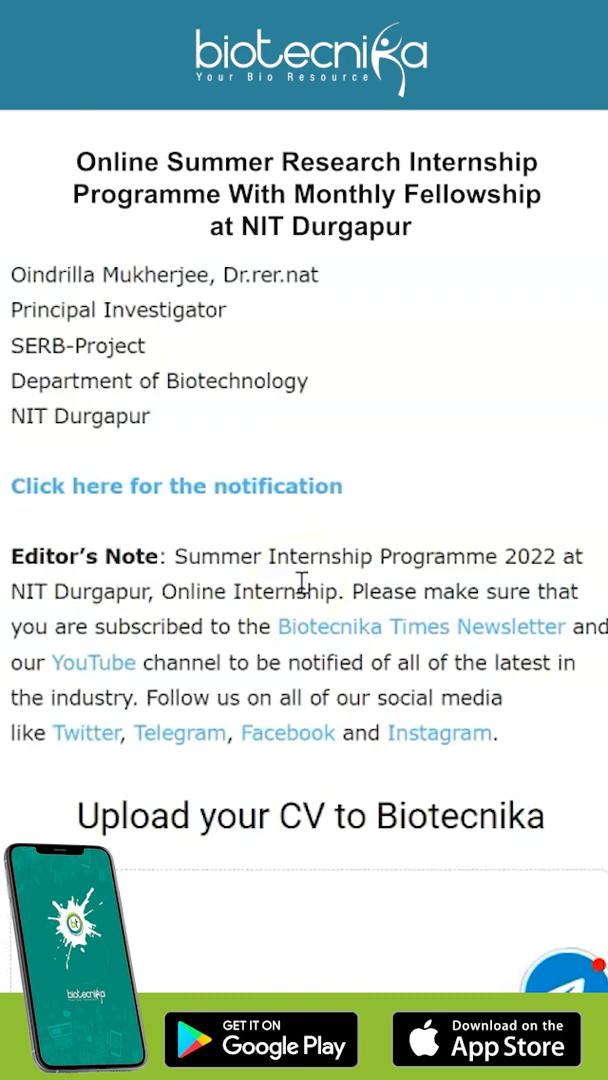 biotecnika
Your Bio Resource
Online Summer Research Internship
Programme With Monthly Fellowship
at NIT Durgapur
Oindrilla Mukherjee, Dr.rer.nat
Principal Investigator
SERB-Project
Department of Biotechnology
NIT Durgapur
Click here for the notification
Editor’s Note: Summer Internship Programme 2022 at
NIT Durgapur, Online Internship. Please make sure that
you are subscribed to the Biotecnika Times Newsletter and
our YouTube channel to be notified of all of the latest in
the industry. Follow us on all of our social media
like Twitter, Telegram, Facebook and Instagram.
Upload your CV to Biotecnika
bt
biotecnika
GET IT ON
Google Play
Download on the
App Store